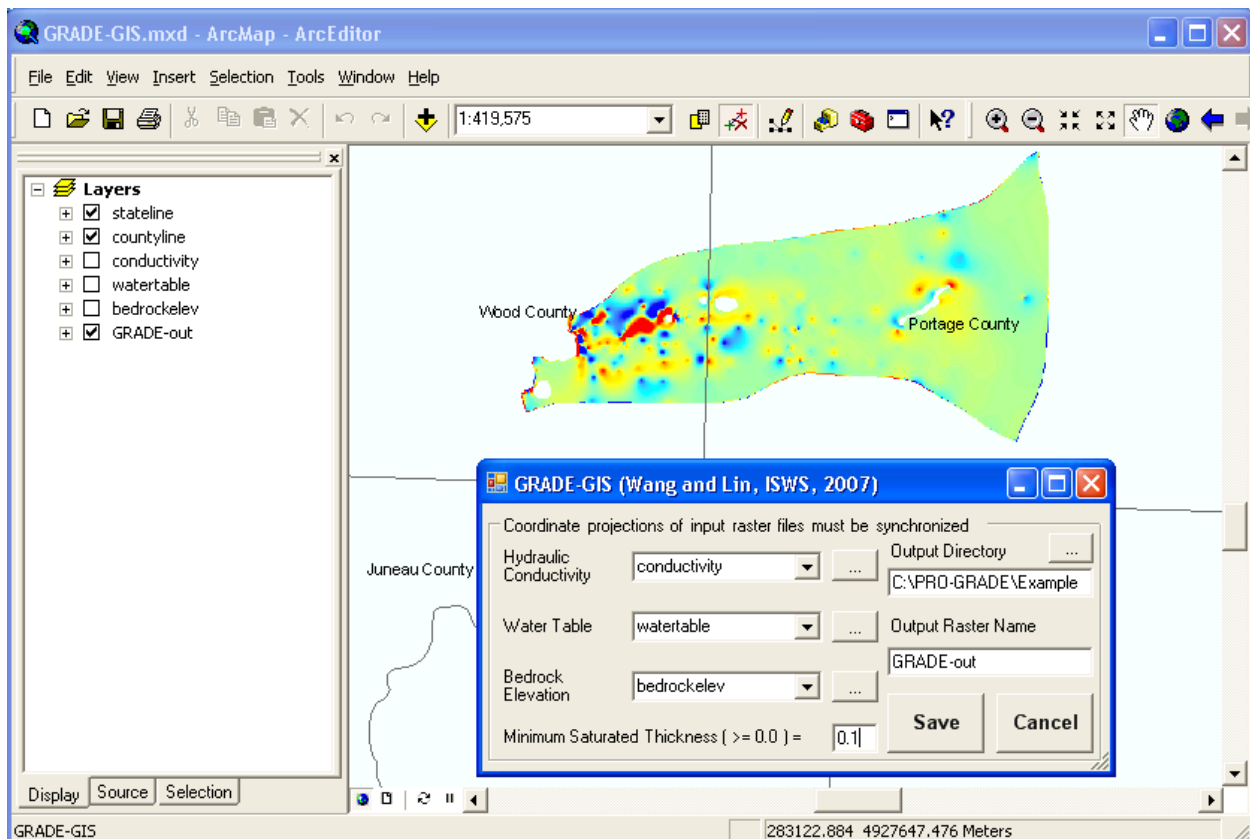 GRADE-GIS.mxd - ArcMap - ArcEditor
File Edit View Insert Selection Tools Window Help
1:419,575
Layers
stateline
countyline
conductivity
watertable
bedrockelev
GRADE-out
Wood County
Portage County
Juneau County
GRADE-GIS (Wang and Lin, ISWS, 2007)
Coordinate projections of input raster files must be synchronized
Hydraulic
Conductivity
conductivity
...
Output Directory
...
C:\PRO-GRADE\Example
Water Table
watertable
...
Output Raster Name
GRADE-out
Bedrock
Elevation
bedrockelev
...
Minimum Saturated Thickness ( >= 0.0 ) =
0.1
Save
Cancel
Display Source Selection
GRADE-GIS
283122.884 4927647.476 Meters